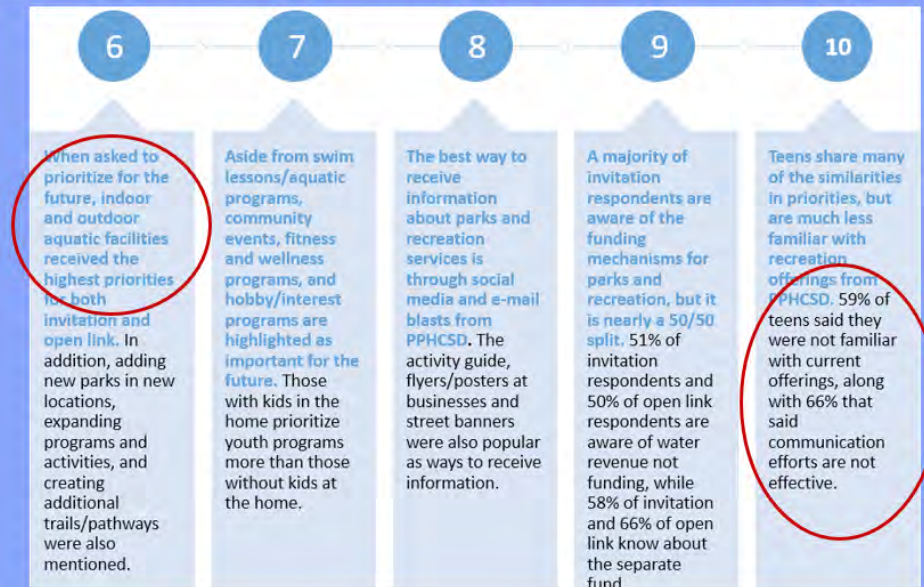 6
7
8
9
10
When asked to
prioritize for the
future, indoor
and outdoor
aquatic facilities
received the
highest priorities
for both
invitation and
open link. In
addition, adding
new parks in new
locations,
expanding
programs and
activities, and
creating
additional
trails/pathways
were also
mentioned.
Aside from swim
lessons/aquatic
programs,
community
events, fitness
and wellness
programs, and
hobby/interest
programs are
highlighted as
important for the
future. Those
with kids in the
home prioritize
youth programs
more than those
without kids at
the home.
The best way to
receive
information
about parks and
recreation
services is
through social
media and e-mail
blasts from
PPHCSD. The
activity guide,
flyers/posters at
businesses and
street banners
were also popular
as ways to receive
information.
A majority of
invitation
respondents are
aware of the
funding
mechanisms for
parks and
recreation, but it
is nearly a 50/50
split. 51% of
invitation
respondents and
50% of open link
respondents are
aware of water
revenue not
funding, while
58% of invitation
and 66% of open
link know about
the separate
fund
Teens share many
of the similarities
in priorities, but
are much less
familiar with
recreation
offerings from
PPHCSD. 59% of
teens said they
were not familiar
with current
offerings, along
with 66% that
said
communication
efforts are not
effective.